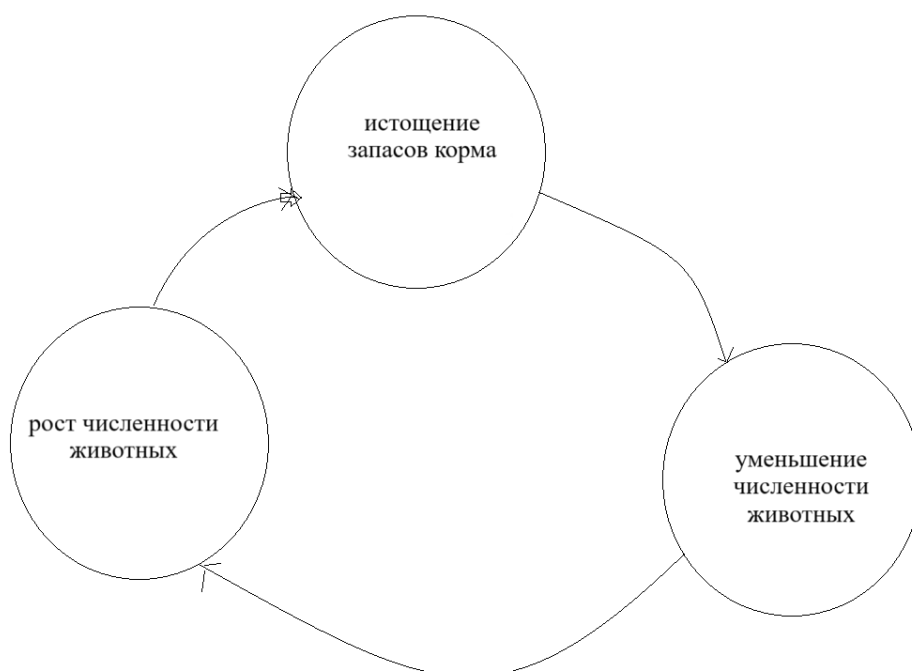 истощение
запасов корма
рост численности
животных
уменьшение
численности
животных